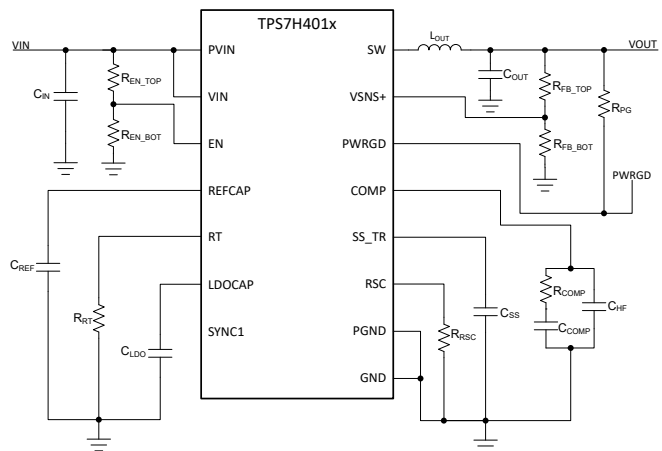 TPS7H401x
VIN
PVIN
SW
LOUT
VOUT
CIN
REN_TOP
VIN
COUT
RFB_TOP
RPG
VSNS+
REN_BOT
EN
PWRGD
RFB_BOT
PWRGD
REFCAP
COMP
RT
SS_TR
CREF
LDOCAP
RSC
RCOMP
CHF
RRT
SYNC1
CSS
CCOMP
CLDO
PGND
RRSC
GND